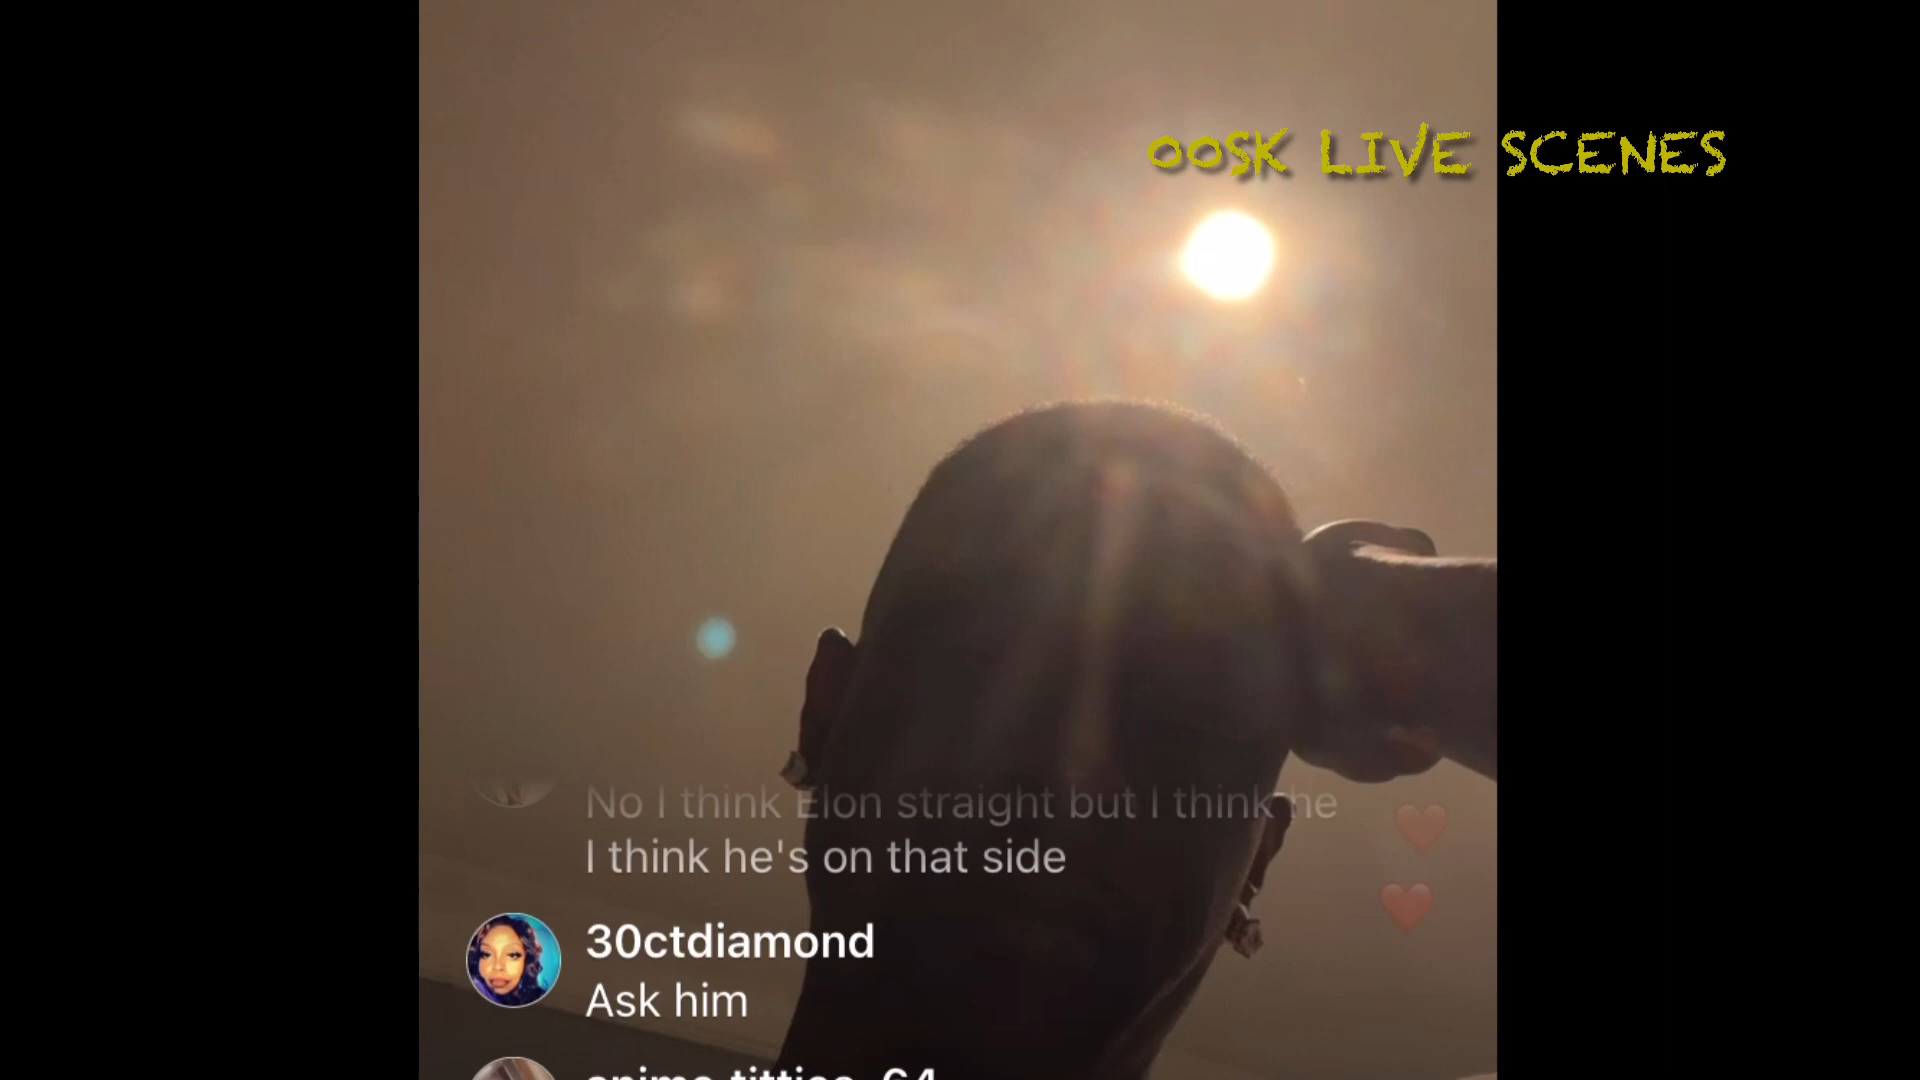 OOSK LIVE SCENES
No I think Elon straight but I think he
I think he's on that side
30ctdiamond
Ask him